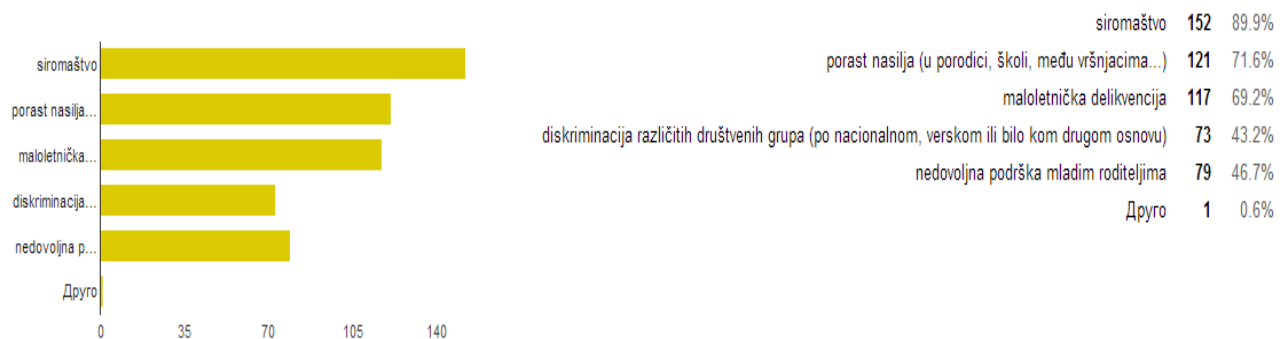 siromaštvo
porast nasilja...
maloletnička...
diskriminacija...
nedovoljna p...
Друго
0 35 70 105 140
siromaštvo 152 89.9%
porast nasilja (u porodici, školi, među vršnjacima...) 121 71.6%
maloletnička delikvencija 117 69.2%
diskriminacija različitih društvenih grupa (po nacionalnom, verskom ili bilo kom drugom osnovu) 73 43.2%
nedovoljna podrška mladim roditeljima 79 46.7%
Друго 1 0.6%